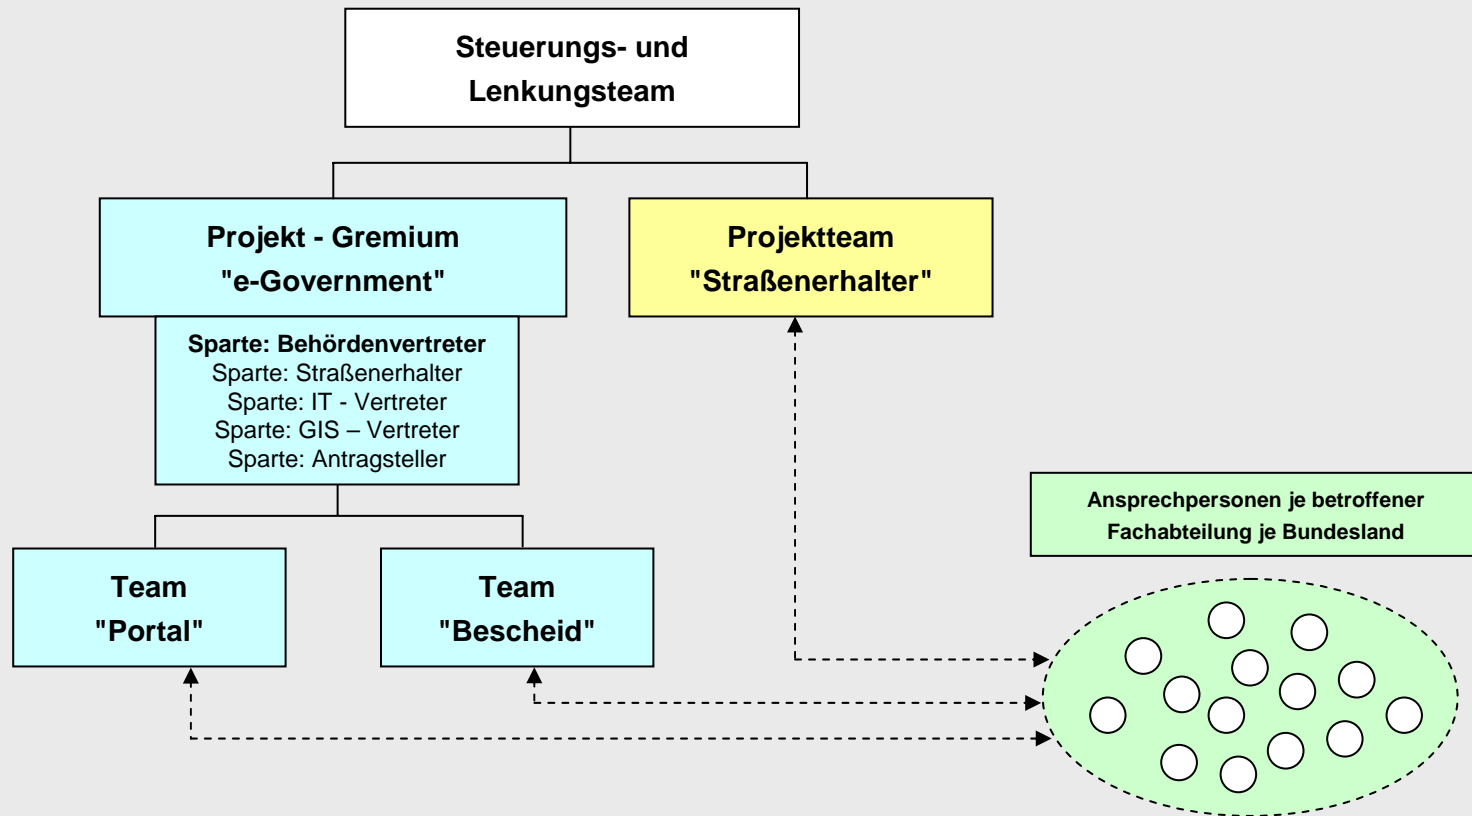 Steuerungs- und
Lenkungsteam
Projekt - Gremium
"e-Government"
Projektteam
"Straßenerhalter"
Sparte: Behördenvertreter
Sparte: Straßenerhalter
Sparte: IT - Vertreter
Sparte: GIS – Vertreter
Sparte: Antragsteller
Ansprechpersonen je betroffener
Fachabteilung je Bundesland
Team
"Portal"
Team
"Bescheid"